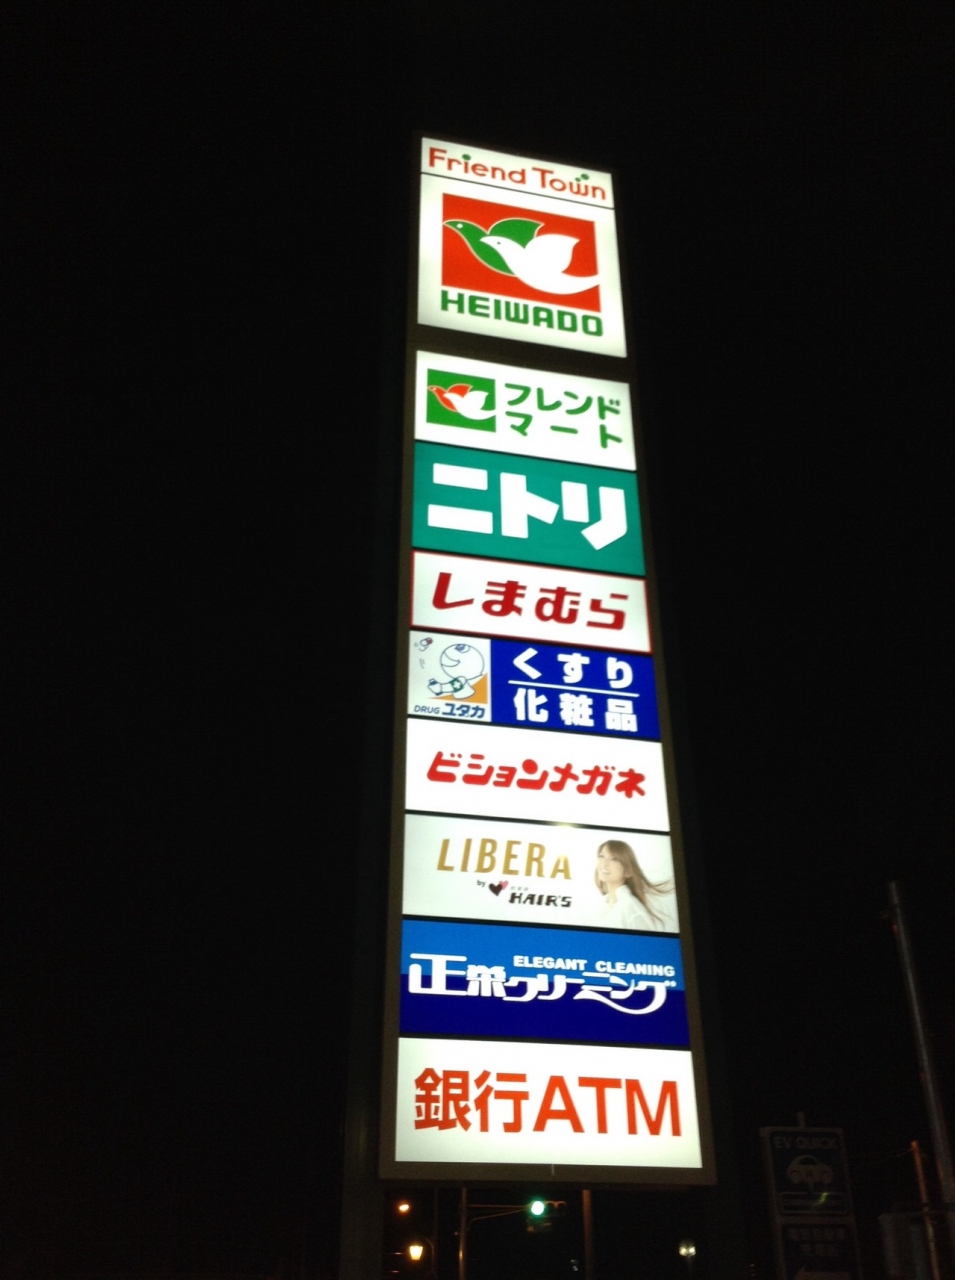 Friend Town
HEIWADO
フレンド
マート
ニトリ
しまむら
くすり
化粧品
DRUG ユタカ
ビジョンメガネ
LIBERA
by HAIR'S
ELEGANT CLEANING
正栄クリーニング
銀行ATM
EV QUICK